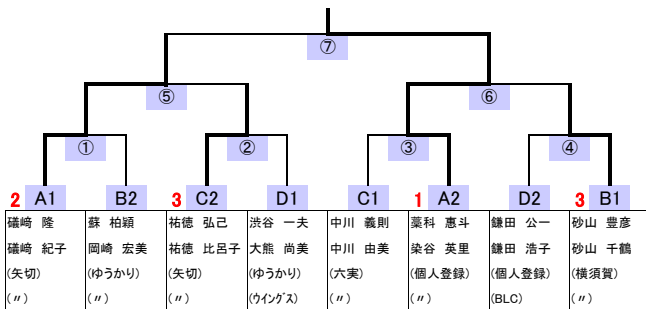 ⑦
⑤ ⑥
① ② ③ ④
2 A1 B2 3 C2 D1 C1 1 A2 D2 3 B1
礒﨑 隆 蘇 柏穎 祐徳 弘己 渋谷 一夫 中川 義則 薬科 惠斗 鎌田 公一 砂山 豊彦
礒﨑 紀子 岡崎 宏美 祐徳 比呂子 大熊 尚美 中川 由美 染谷 英里 鎌田 浩子 砂山 千鶴
(矢切) (ゆうかり) (矢切) (ゆうかり) (六実) (個人登録) (個人登録) (横須賀)
(〃) (〃) (〃) (ウイングス) (〃) (〃) (BLC) (〃)